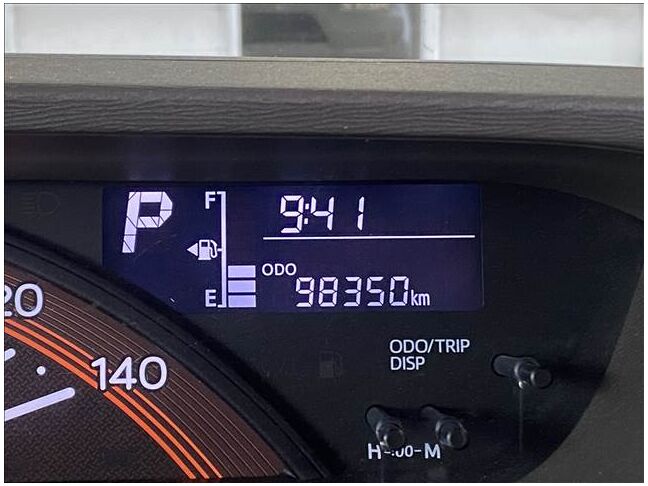 P
F
9:41
E
ODO
98350km
20
140
ODO/TRIP
DISP
H-:00-M